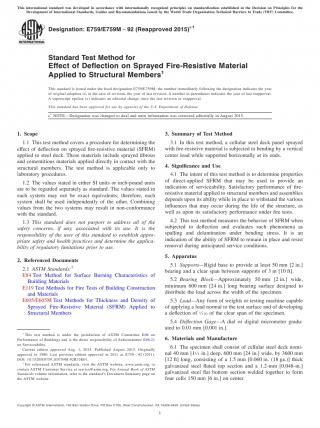 This international standard was developed in accordance with internationally recognized principles on standardization established in the Decision on Principles for the
Development of International Standards, Guides and Recommendations issued by the World Trade Organization Technical Barriers to Trade (TBT) Committee.
Designation: E759/E759M − 92 (Reapproved 2015)ε1
Standard Test Method for
Effect of Deflection on Sprayed Fire-Resistive Material
Applied to Structural Members1
This standard is issued under the fixed designation E759/E759M; the number immediately following the designation indicates the year
of original adoption or, in the case of revision, the year of last revision. A number in parentheses indicates the year of last reapproval.
A superscript epsilon (ε) indicates an editorial change since the last revision or reapproval.
This standard has been approved for use by agencies of the U.S. Department of Defense.
ε1 NOTE—Designation was changed to dual and units information was corrected editorially in August 2015.
1. Scope
1.1 This test method covers a procedure for determining the
effect of deflection on sprayed fire-resistive material (SFRM)
applied to steel deck. These materials include sprayed fibrous
and cementitious materials applied directly in contact with the
structural members. The test method is applicable only to
laboratory procedures.
1.2 The values stated in either SI units or inch-pound units
are to be regarded separately as standard. The values stated in
each system may not be exact equivalents; therefore, each
system shall be used independently of the other. Combining
values from the two systems may result in non-conformance
with the standard.
1.3 This standard does not purport to address all of the
safety concerns, if any, associated with its use. It is the
responsibility of the user of this standard to establish appro-
priate safety and health practices and determine the applica-
bility of regulatory limitations prior to use.
2. Referenced Documents
2.1 ASTM Standards:2
E84 Test Method for Surface Burning Characteristics of
Building Materials
E119 Test Methods for Fire Tests of Building Construction
and Materials
E605/E605M Test Methods for Thickness and Density of
Sprayed Fire-Resistive Material (SFRM) Applied to
Structural Members
1 This test method is under the jurisdiction of ASTM Committee E06 on
Performance of Buildings and is the direct responsibility of Subcommittee E06.21
on Serviceability.
Current edition approved Aug. 1, 2015. Published August 2015. Originally
approved in 1980. Last previous edition approved in 2011 as E759 – 92 (2011).
DOI: 10.1520/E0759_E0759M-92R15E01.
2 For referenced ASTM standards, visit the ASTM website, www.astm.org, or
contact ASTM Customer Service at service@astm.org. For Annual Book of ASTM
Standards volume information, refer to the standard's Document Summary page on
the ASTM website.
3. Summary of Test Method
3.1 In this test method, a cellular steel deck panel sprayed
with fire-resistive material is subjected to bending by a vertical
center load while supported horizontally at its ends.
4. Significance and Use
4.1 The intent of this test method is to determine properties
of direct-applied SFRM that may be used to provide an
indication of serviceability. Satisfactory performance of fire-
resistive material applied to structural members and assemblies
depends upon its ability while in place to withstand the various
influences that may occur during the life of the structure, as
well as upon its satisfactory performance under fire tests.
4.2 This test method measures the behavior of SFRM when
subjected to deflection and evaluates such phenomena as
spalling and delamination under bending stress. It is an
indication of the ability of SFRM to remain in place and resist
removal during anticipated service conditions.
5. Apparatus
5.1 Supports—Rigid base to provide at least 50 mm [2 in.]
bearing and a clear span between supports of 3 m [10 ft].
5.2 Bearing Block—Approximately 50 mm [2 in.] wide,
minimum 600 mm [24 in.] long bearing surface designed to
distribute the load across the width of the specimen.
5.3 Load—Any form of weights or testing machine capable
of applying a load normal to the test surface and of developing
a deflection of 1/120 of the clear span of the specimen.
5.4 Deflection Gages—A dial or digital micrometer gradu-
ated to 0.01 mm [0.001 in.].
6. Materials and Manufacture
6.1 The specimen shall consist of cellular steel deck nomi-
nal 40 mm [1½ in.] deep, 600 mm [24 in.] wide, by 3600 mm
[12 ft] long, consisting of a 1.5 mm [0.060 in. (16 ga.)] thick
galvanized steel fluted top section and a 1.2-mm [0.048-in.]
galvanized steel flat bottom section welded together to form
four cells 150 mm [6 in.] on center.
Copyright © ASTM International, 100 Barr Harbor Drive, PO Box C700, West Conshohocken, PA 19428-2959. United States
1